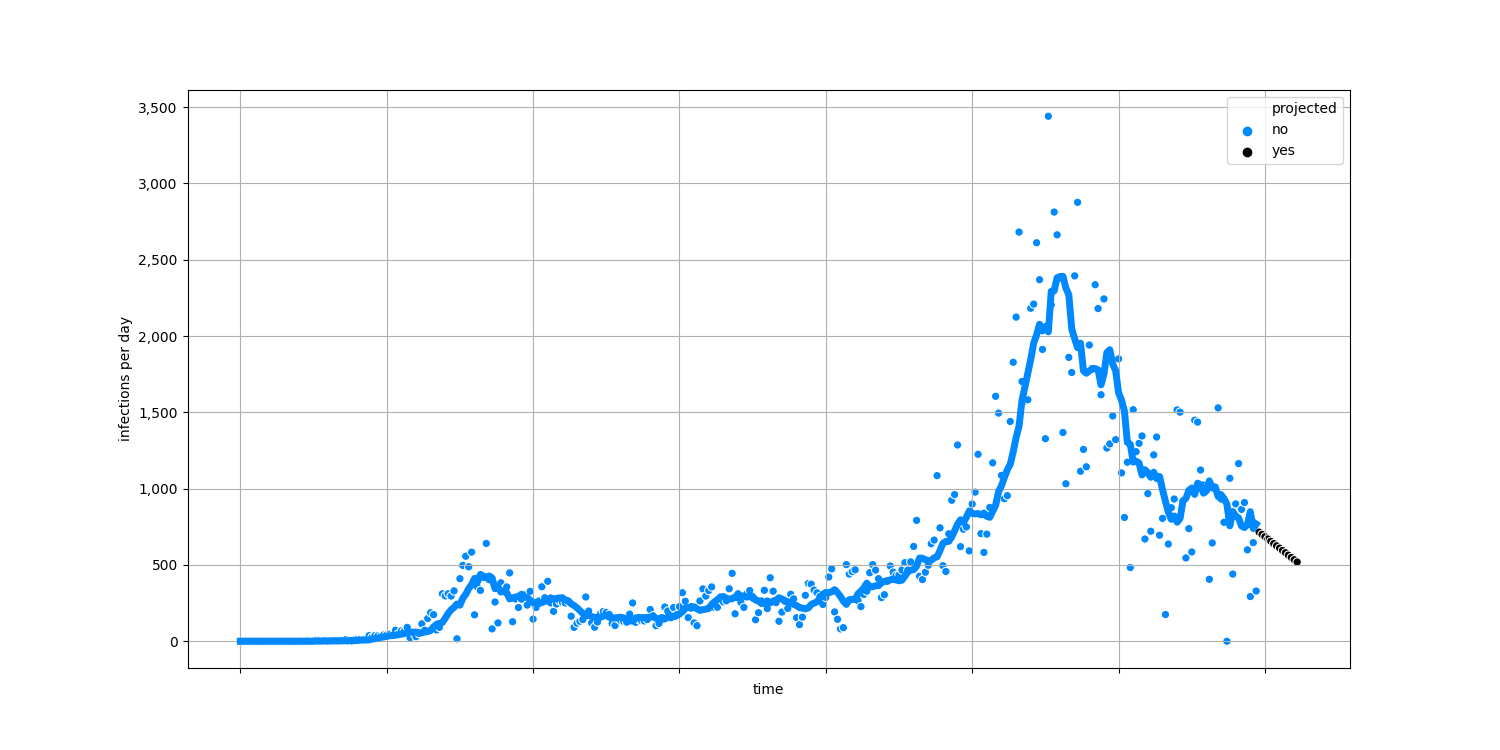 projected
no
yes
3,500
3,000
2,500
2,000
1,500
1,000
500
0
infections per day
time